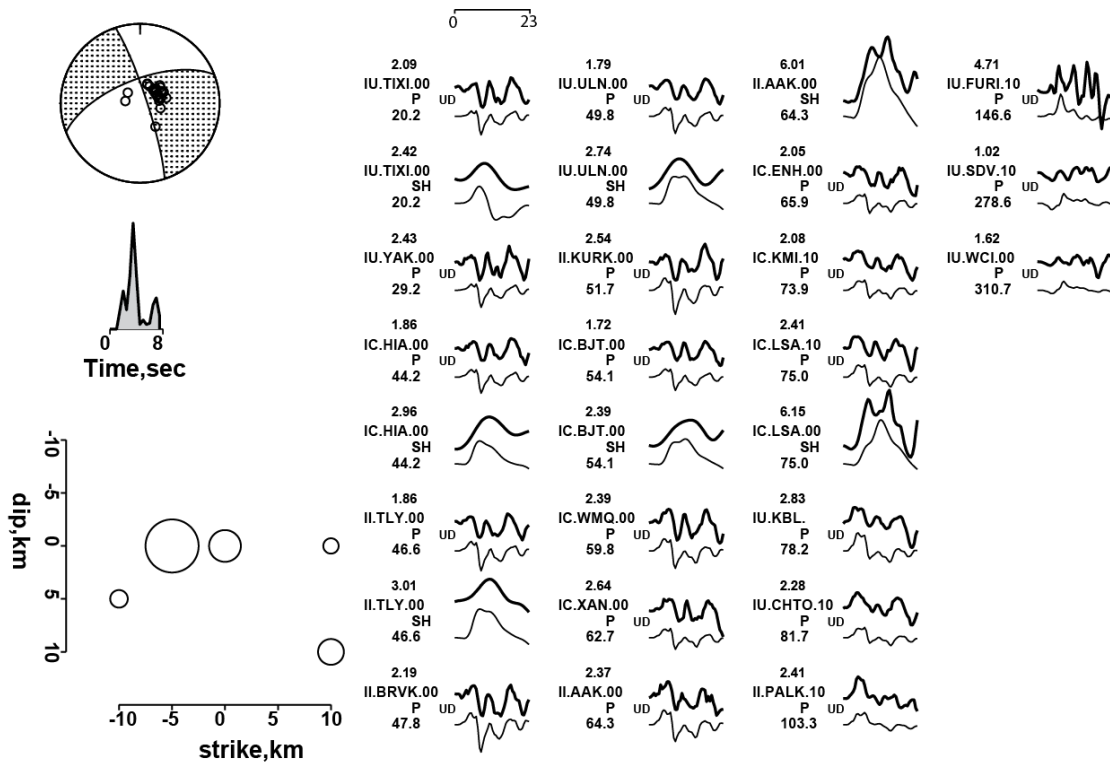 0 23
2.09
IU.TIXI.00
P UD
20.2
2.42
IU.TIXI.00
SH
20.2
2.43
IU.YAK.00
P UD
29.2
1.86
IC.HIA.00
P UD
44.2
2.96
IC.HIA.00
SH
44.2
1.86
II.TLY.00
P UD
46.6
3.01
II.TLY.00
SH
46.6
2.19
II.BRVK.00
P UD
47.8
1.79
IU.ULN.00
P UD
49.8
2.74
IU.ULN.00
SH
49.8
2.54
II.KURK.00
P UD
51.7
1.72
IC.BJT.00
P UD
54.1
2.39
IC.BJT.00
SH
54.1
2.39
IC.WMQ.00
P UD
59.8
2.64
IC.XAN.00
P UD
62.7
2.37
II.AAK.00
P UD
64.3
6.01
II.AAK.00
SH
64.3
2.05
IC.ENH.00
P UD
65.9
2.08
IC.KMI.10
P UD
73.9
2.41
IC.LSA.10
P UD
75.0
6.15
IC.LSA.00
SH
75.0
2.83
IU.KBL.
P UD
78.2
2.28
IU.CHTO.10
P UD
81.7
2.41
II.PALK.10
P UD
103.3
4.71
IU.FURI.10
P UD
146.6
1.02
IU.SDV.10
P UD
278.6
1.62
IU.WCI.00
P UD
310.7
0 8
Time,sec
-10
-5
0
5
10
dip,km
-10 -5 0 10
strike,km